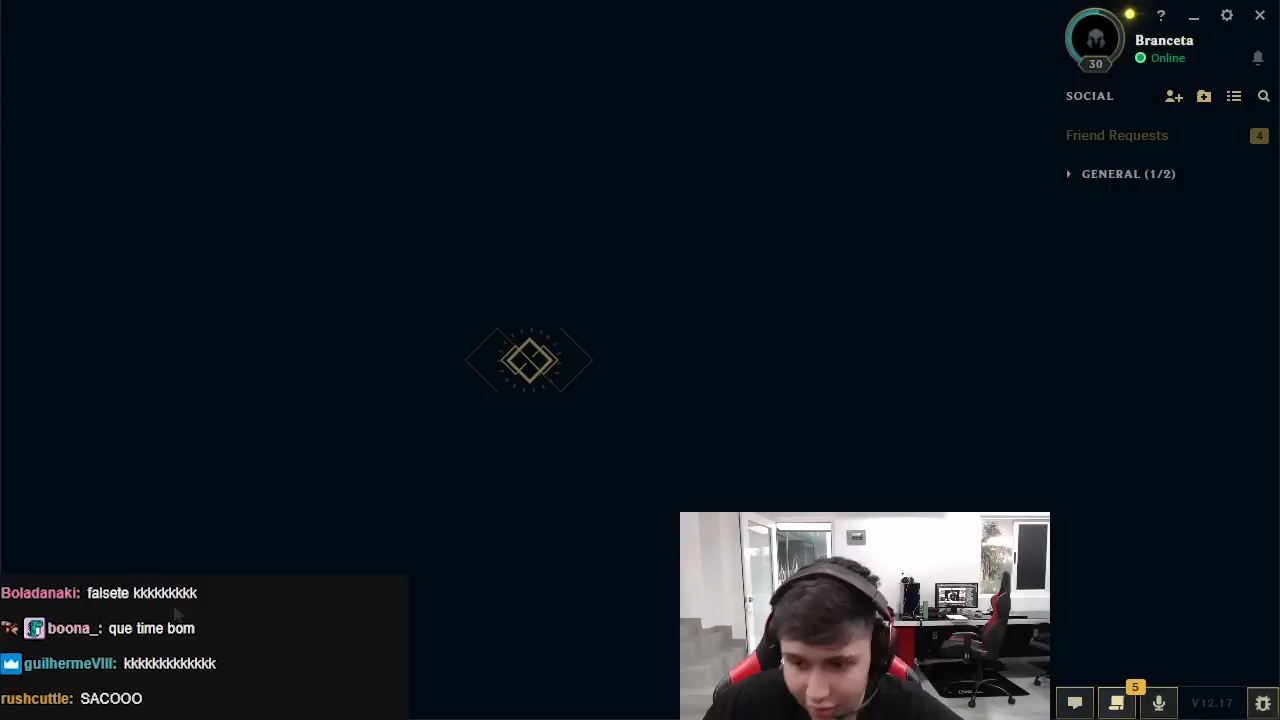 ?
Branceta
30
Online
SOCIAL
Friend Requests
4
GENERAL (1/2)
Boladanaki: falsete kkkkkkkkk
boona_: que time bom
guilhermeVIII: kkkkkkkkkkkkk
rushcuttle: SACOOO
5
V12.17